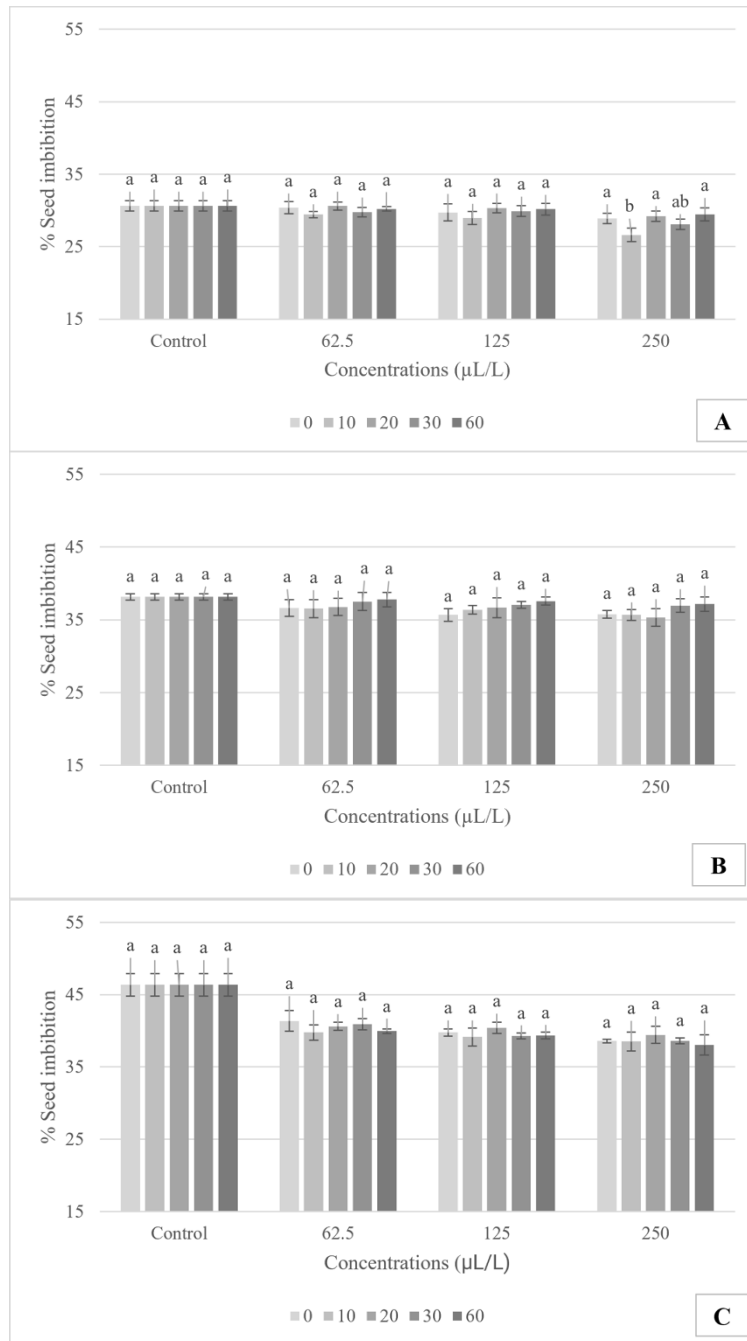 55
45
35
25
15
% Seed imbibition
a a a a a
a a a a a
a a a a a
a b a ab a
Control 62.5 125 250
Concentrations (µL/L)
0 10 20 30 60
A
55
45
35
25
15
% Seed imbibition
a a a a a
a a a a a
a a a a a
a a a a a
Control 62.5 125 250
Concentrations (µL/L)
0 10 20 30 60
B
55
45
35
25
15
% Seed imbibition
a a a a a
a a a a a
a a a a a
a a a a a
Control 62.5 125 250
Concentrations (µL/L)
0 10 20 30 60
C